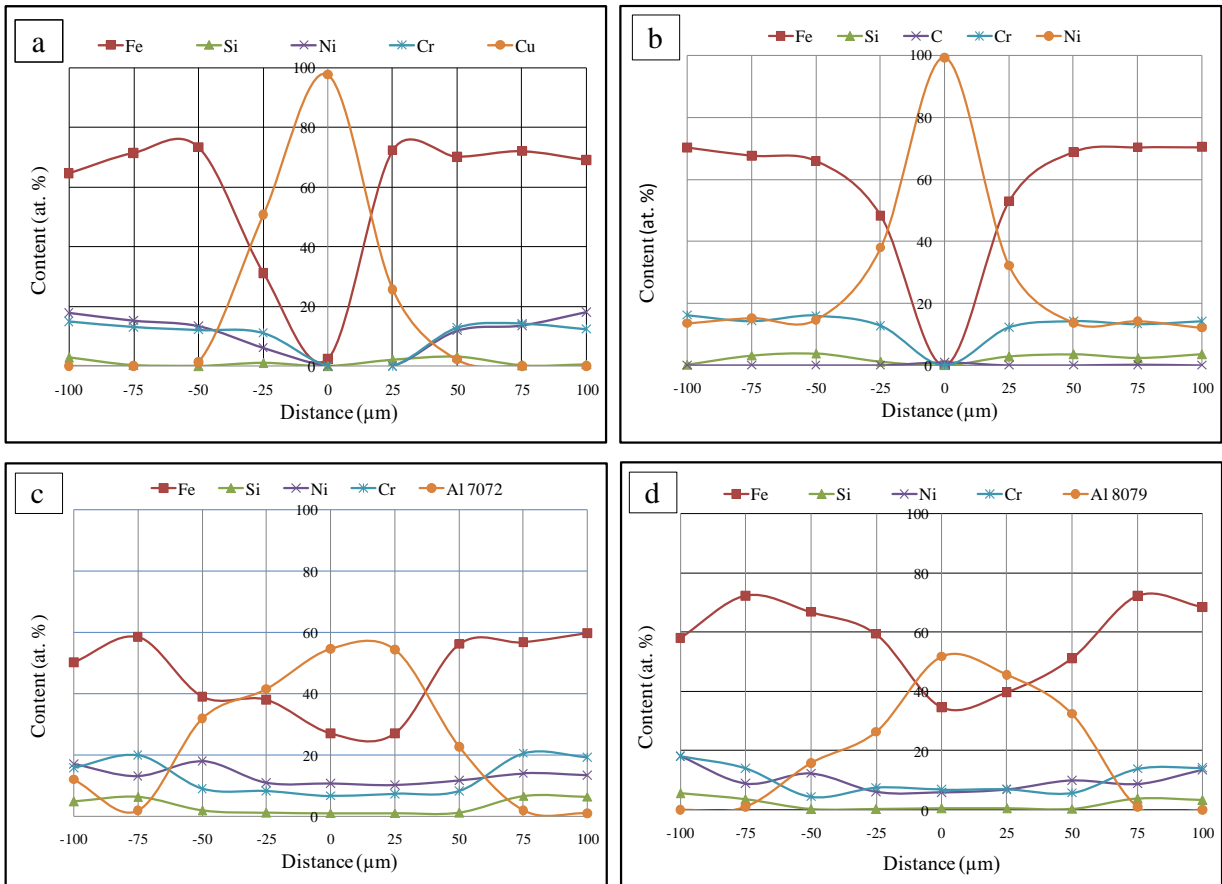 a
Fe Si Ni Cr Cu
100
80
60
40
20
0
-100 -75 -50 -25 0 25 50 75 100
Content (at. %)
Distance (µm)
b
Fe Si C Cr Ni
100
80
60
40
20
0
-100 -75 -50 -25 0 25 50 75 100
Content (at. %)
Distance (µm)
c
Fe Si Ni Cr Al 7072
100
80
60
40
20
0
-100 -75 -50 -25 0 25 50 75 100
Content (at. %)
Distance (µm)
d
Fe Si Ni Cr Al 8079
100
80
60
40
20
0
-100 -75 -50 -25 0 25 50 75 100
Content (at. %)
Distance (µm)